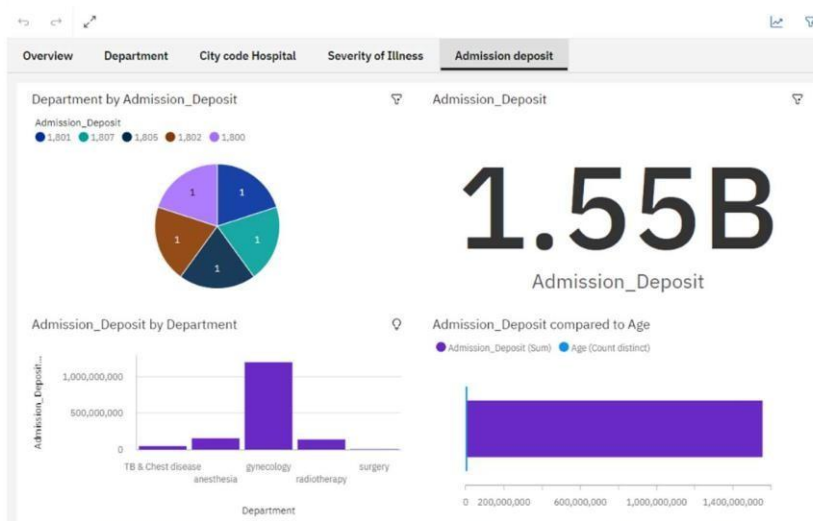 Overview Department City code Hospital Severity of Illness Admission deposit
Department by Admission_Deposit
Admission_Deposit
1,801 1,807 1,805 1,802 1,800
1
1
1
1
1
Admission_Deposit
1.55B
Admission_Deposit
Admission_Deposit by Department
Admission_Deposit...
1,000,000,000
500,000,000
0
TB & Chest disease gynecology surgery
anesthesia radiotherapy
Department
Admission_Deposit compared to Age
Admission_Deposit (Sum) Age (Count distinct)
0 200,000,000 600,000,000 1,000,000,000 1,400,000,000